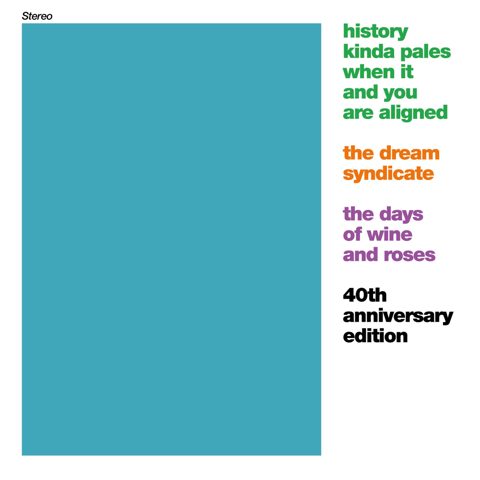 Stereo
history
kinda pales
when it
and you
are aligned
the dream
syndicate
the days
of wine
and roses
40th
anniversary
edition